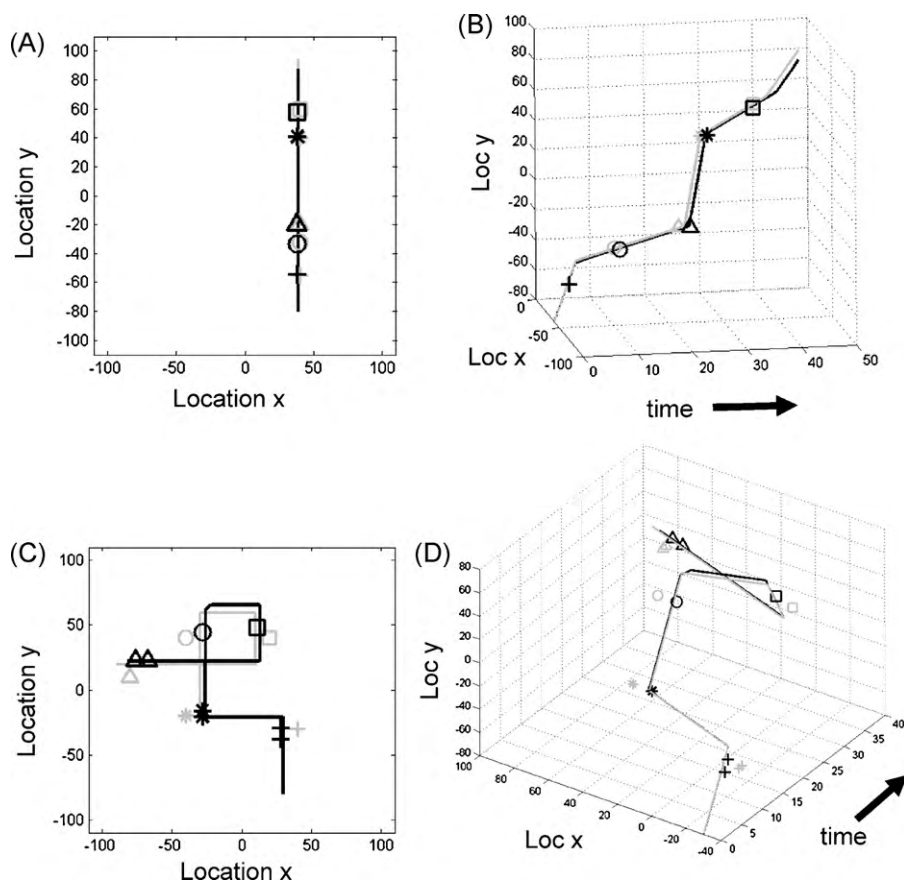 (A)
100
80
60
40
20
0
-20
-40
-60
-80
-100
Location y
-100 -50 0 50 100
Location x
(B)
100
80
60
40
20
0
-20
-40
-60
-80
Loc y
0
-50
-100
Loc x
0 10 20 30 40 50
time
(C)
100
50
0
-50
-100
Location y
-100 -50 0 50 100
Location x
(D)
80
60
40
20
0
-20
-40
-60
-80
Loc y
100 80 60 40 20 0 -20 -40
Loc x
0 5 10 15 20 25 30 35 40
time